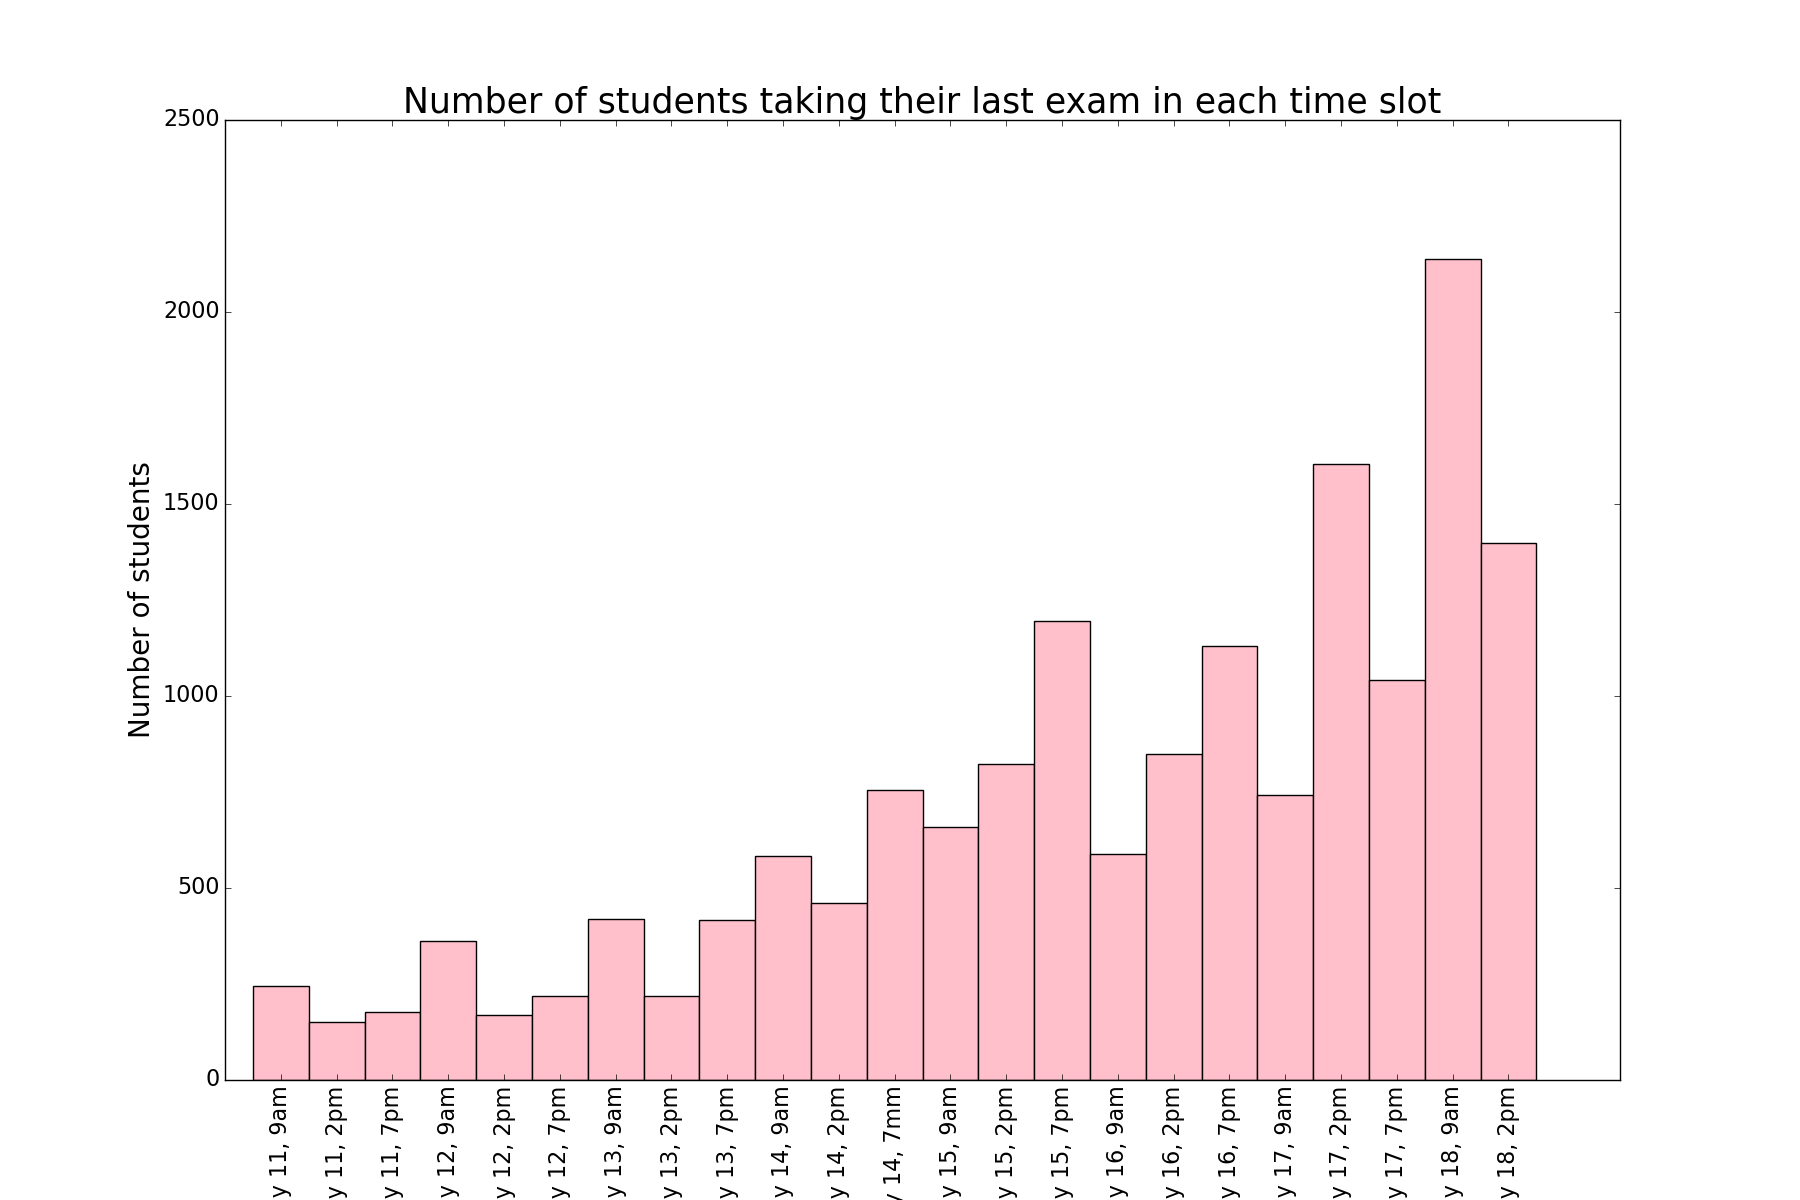 Number of students taking their last exam in each time slot
Number of students
2500
2000
1500
1000
500
0
y 11, 9am
y 11, 2pm
y 11, 7pm
y 12, 9am
y 12, 2pm
y 12, 7pm
y 13, 9am
y 13, 2pm
y 13, 7pm
y 14, 9am
y 14, 2pm
y 14, 7mm
y 15, 9am
y 15, 2pm
y 15, 7pm
y 16, 9am
y 16, 2pm
y 16, 7pm
y 17, 9am
y 17, 2pm
y 17, 7pm
y 18, 9am
y 18, 2pm